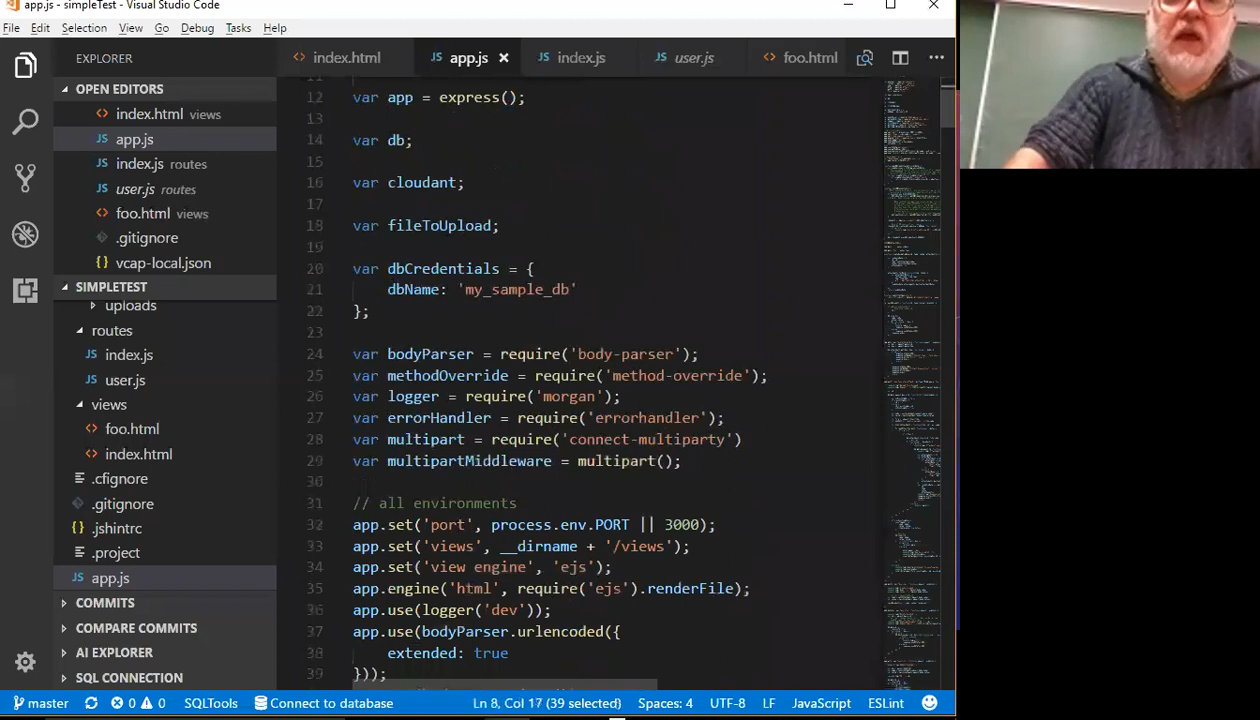 app.js - simpleTest - Visual Studio Code
File Edit Selection View Go Debug Tasks Help
EXPLORER
index.html app.js index.js user.js foo.html
OPEN EDITORS
index.html views
app.js
index.js routes
user.js routes
foo.html views
.gitignore
vcap-local.json
SIMPLETEST
uploads
routes
index.js
user.js
views
foo.html
index.html
.cfignore
.gitignore
.jshintrc
.project
app.js
COMMITS
COMPARE COMMITS
AI EXPLORER
SQL CONNECTION
12 var app = express();
13
14 var db;
15
16 var cloudant;
17
18 var fileToUpload;
19
20 var dbCredentials = {
21 dbName: 'my_sample_db'
22 };
23
24 var bodyParser = require('body-parser');
25 var methodOverride = require('method-override');
26 var logger = require('morgan');
27 var errorHandler = require('errorhandler');
28 var multipart = require('connect-multiparty')
29 var multipartMiddleware = multipart();
30
31 // all environments
32 app.set('port', process.env.PORT || 3000);
33 app.set('views', __dirname + '/views');
34 app.set('view engine', 'ejs');
35 app.engine('html', require('ejs').renderFile);
36 app.use(logger('dev'));
37 app.use(bodyParser.urlencoded({
38 extended: true
39 }));
master 0 0 SQLTools Connect to database Ln 8, Col 17 (39 selected) Spaces: 4 UTF-8 LF JavaScript ESLint